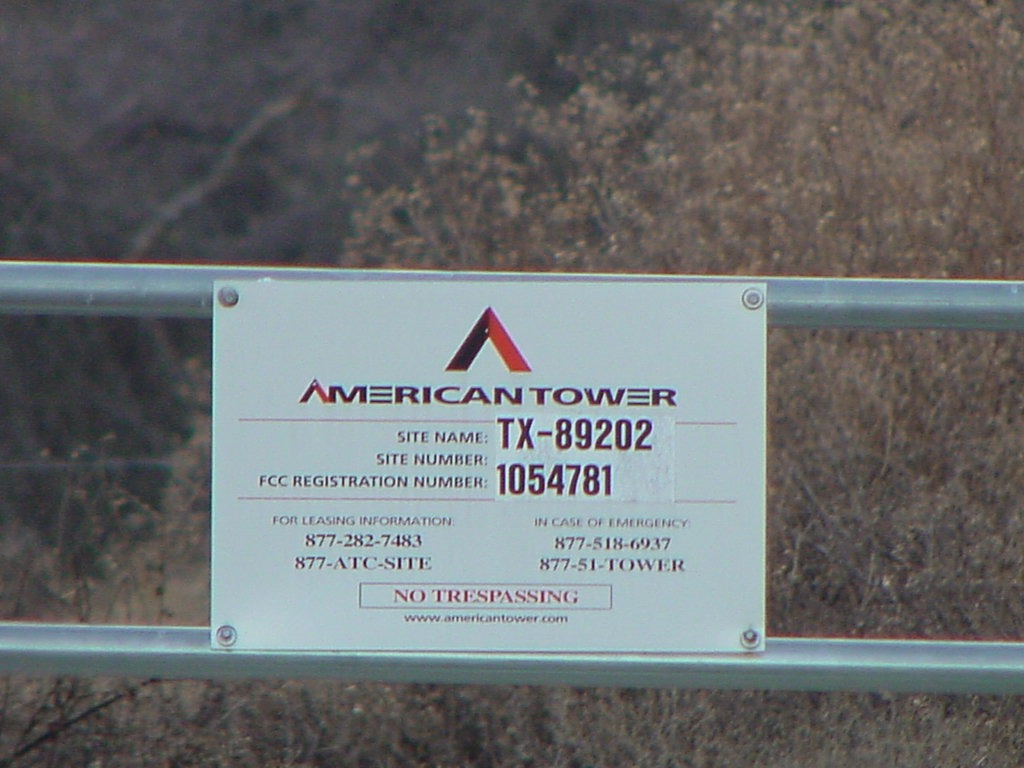 AMERICAN TOWER
SITE NAME: TX-89202
SITE NUMBER:
FCC REGISTRATION NUMBER: 1054781
FOR LEASING INFORMATION:
877-282-7483
877-ATC-SITE
IN CASE OF EMERGENCY:
877-518-6937
877-51-TOWER
NO TRESPASSING
www.americantower.com